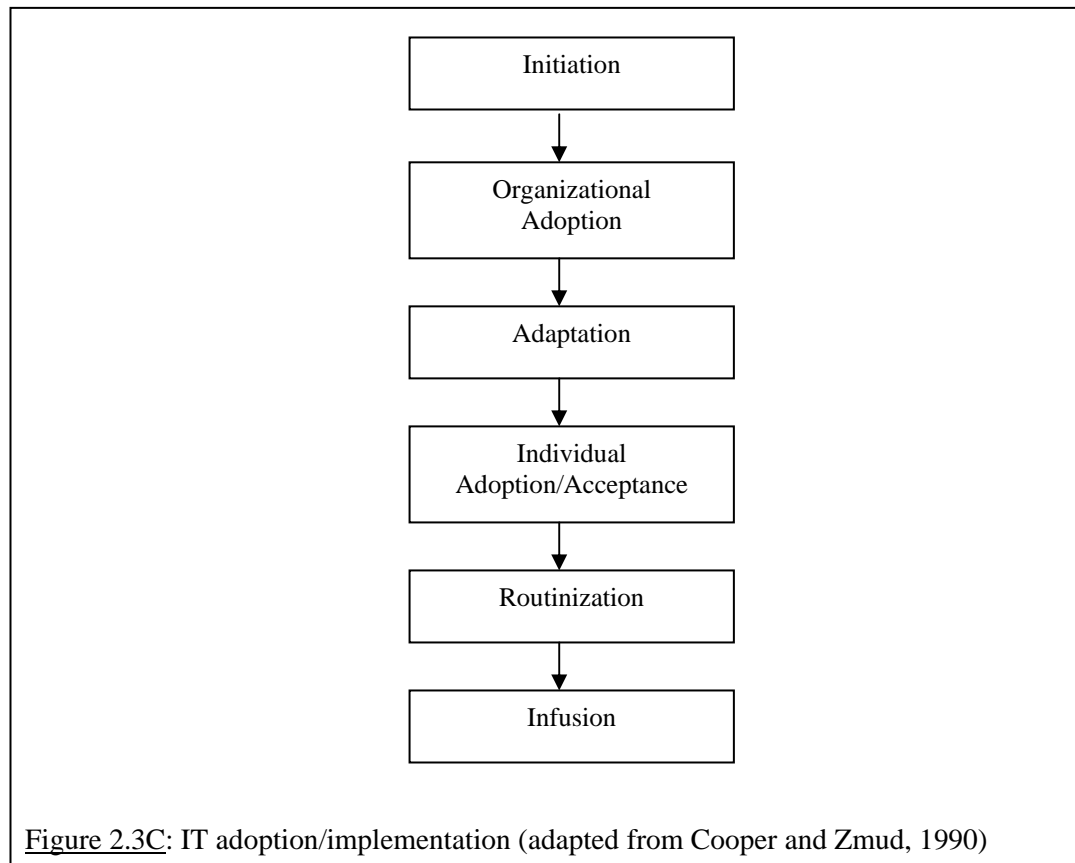 Initiation
Organizational
Adoption
Adaptation
Individual
Adoption/Acceptance
Routinization
Infusion
Figure 2.3C: IT adoption/implementation (adapted from Cooper and Zmud, 1990)